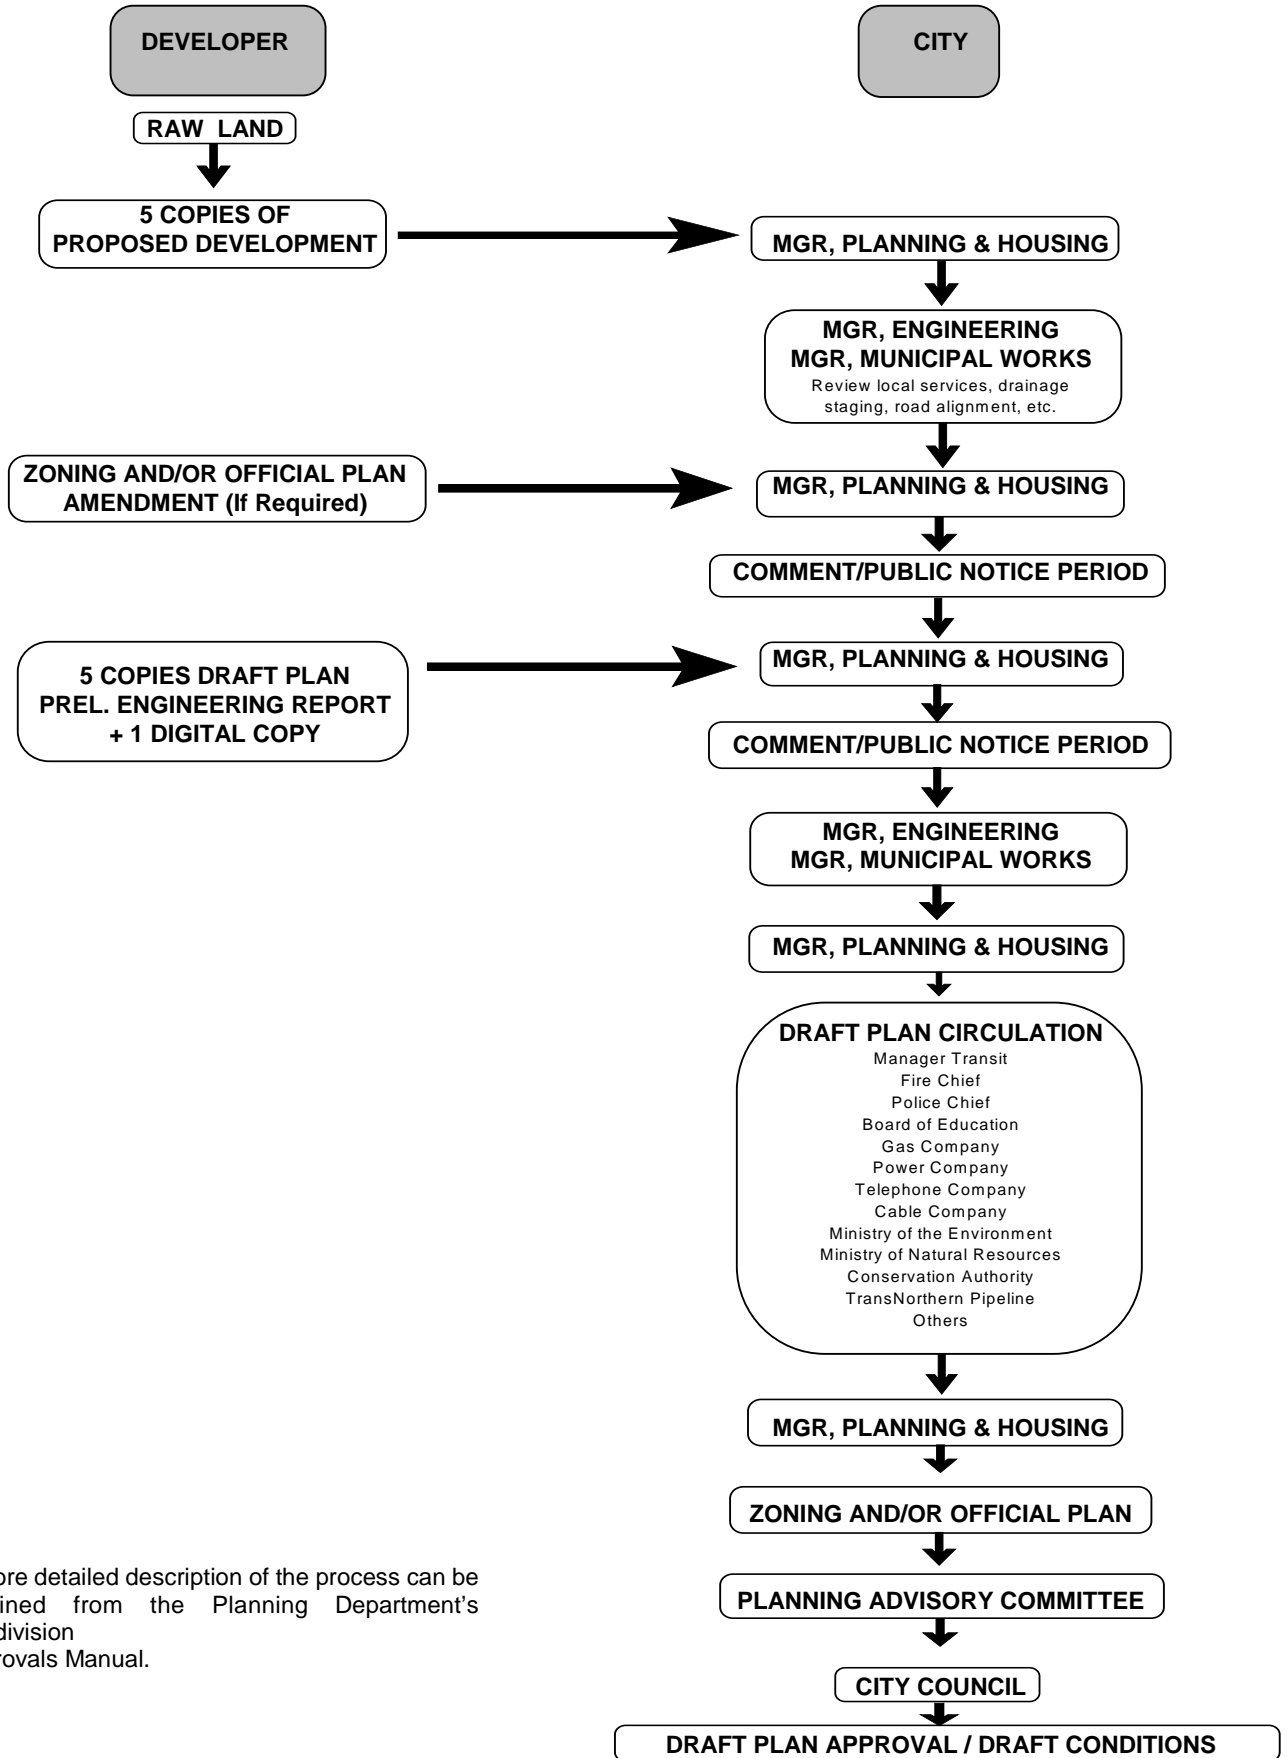 DEVELOPER
CITY
RAW LAND
5 COPIES OF
PROPOSED DEVELOPMENT
MGR, PLANNING & HOUSING
MGR, ENGINEERING
MGR, MUNICIPAL WORKS
Review local services, drainage
staging, road alignment, etc.
ZONING AND/OR OFFICIAL PLAN
AMENDMENT (If Required)
MGR, PLANNING & HOUSING
COMMENT/PUBLIC NOTICE PERIOD
5 COPIES DRAFT PLAN
PREL. ENGINEERING REPORT
+ 1 DIGITAL COPY
MGR, PLANNING & HOUSING
COMMENT/PUBLIC NOTICE PERIOD
MGR, ENGINEERING
MGR, MUNICIPAL WORKS
MGR, PLANNING & HOUSING
DRAFT PLAN CIRCULATION
Manager Transit
Fire Chief
Police Chief
Board of Education
Gas Company
Power Company
Telephone Company
Cable Company
Ministry of the Environment
Ministry of Natural Resources
Conservation Authority
TransNorthern Pipeline
Others
MGR, PLANNING & HOUSING
ZONING AND/OR OFFICIAL PLAN
PLANNING ADVISORY COMMITTEE
CITY COUNCIL
DRAFT PLAN APPROVAL / DRAFT CONDITIONS
detailed description of the process can be
from the Planning Department's
Manual.